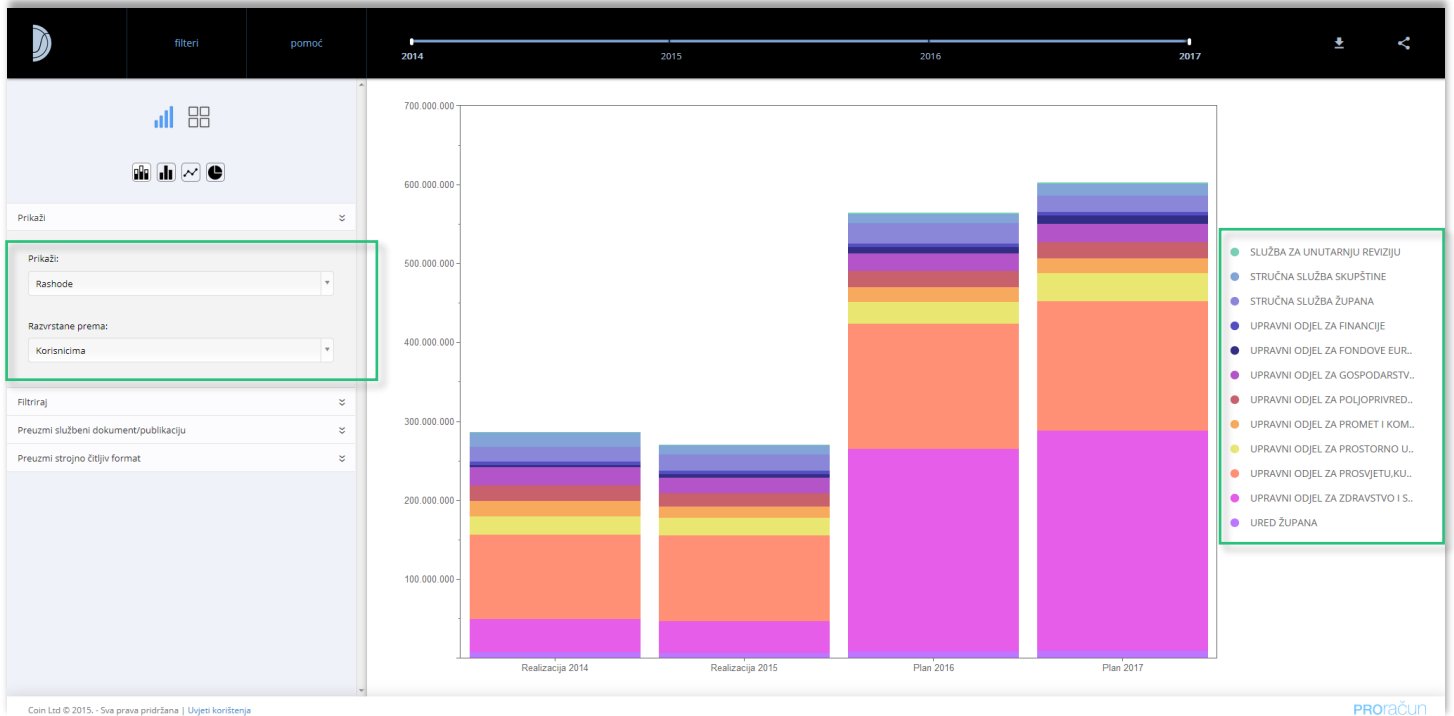 filteri
pomoć
2014
2015
2016
2017
Prikaži
Prikaži:
Rashode
Razvrstane prema:
Korisnicima
Filtriraj
Preuzmi službeni dokument/publikaciju
Preuzmi strojno čitljiv format
700.000.000
600.000.000
500.000.000
400.000.000
300.000.000
200.000.000
100.000.000
Realizacija 2014
Realizacija 2015
Plan 2016
Plan 2017
SLUŽBA ZA UNUTARNJU REVIZIJU
STRUČNA SLUŽBA SKUPŠTINE
STRUČNA SLUŽBA ŽUPANA
UPRAVNI ODJEL ZA FINANCIJE
UPRAVNI ODJEL ZA FONDOVE EUR..
UPRAVNI ODJEL ZA GOSPODARSTV..
UPRAVNI ODJEL ZA POLJOPRIVRED..
UPRAVNI ODJEL ZA PROMET I KOM..
UPRAVNI ODJEL ZA PROSTORNO U..
UPRAVNI ODJEL ZA PROSVJETU,KU..
UPRAVNI ODJEL ZA ZDRAVSTVO I S..
URED ŽUPANA
Coin Ltd © 2015. - Sva prava pridržana | Uvjeti korištenja
PROračun